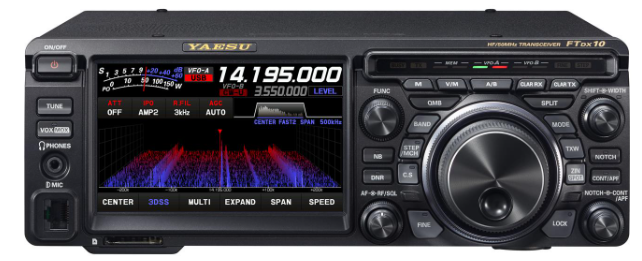 ON/OFF
YAESU
HF/50MHz TRANSCEIVER FTDX10
S 1 3 5 7 9 +20 +40 dB +60
PO 0 10 50 100 150 W
VFO-A
USB
14.195.000
VFO-B
3.550.000 LEVEL
ATT IPO R.FIL AGC
OFF AMP2 3kHz AUTO
CENTER FAST2 SPAN 500kHz
CENTER 3DSS MULTI EXPAND SPAN SPEED
TUNE
VOX MOX
PHONES
MIC
MEM VFO-A VFO-B
FUNC
/M V/M A/B CLAR RX CLAR TX
SHIFT WIDTH
QMB SPLIT
BAND MODE
NB STEP /MCH TXW NOTCH
DNR C.S ZIN SPOT CONT/APF
AF RF/SQL NOTCH CONT /APF
FINE LOCK